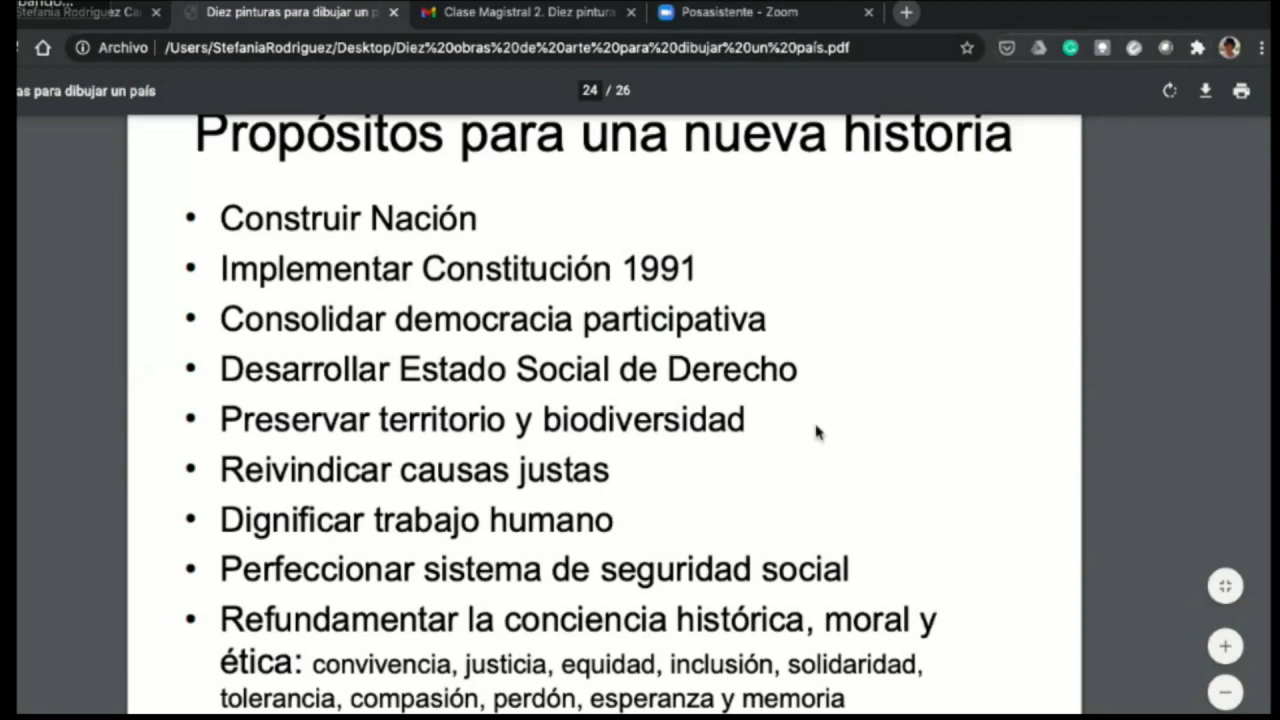 Stefania Rodriguez Ca
Diez pinturas para dibujar un p
Clase Magistral 2. Diez pintura
Posasistente - Zoom
Archivo
/Users/StefaniaRodriguez/Desktop/Diez%20obras%20de%20arte%20para%20dibujar%20un%20país.pdf
as para dibujar un país
24 / 26
Propósitos para una nueva historia
• Construir Nación
• Implementar Constitución 1991
• Consolidar democracia participativa
• Desarrollar Estado Social de Derecho
• Preservar territorio y biodiversidad
• Reivindicar causas justas
• Dignificar trabajo humano
• Perfeccionar sistema de seguridad social
• Refundamentar la conciencia histórica, moral y
ética: convivencia, justicia, equidad, inclusión, solidaridad,
tolerancia, compasión, perdón, esperanza y memoria